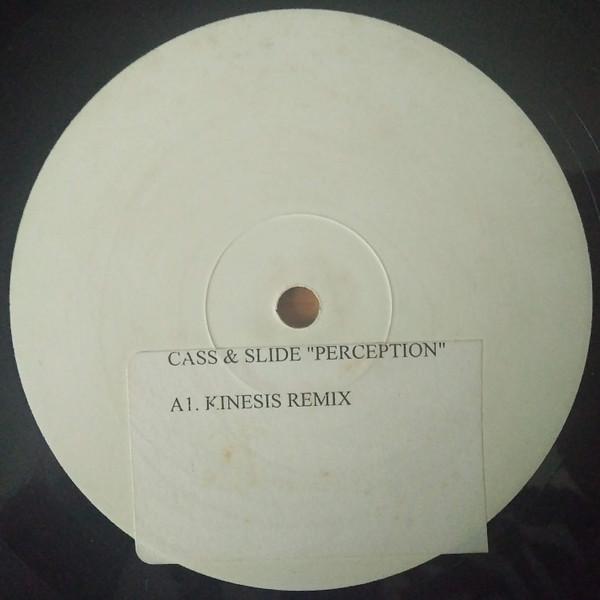 CASS & SLIDE "PERCEPTION"
A1. KINESIS REMIX